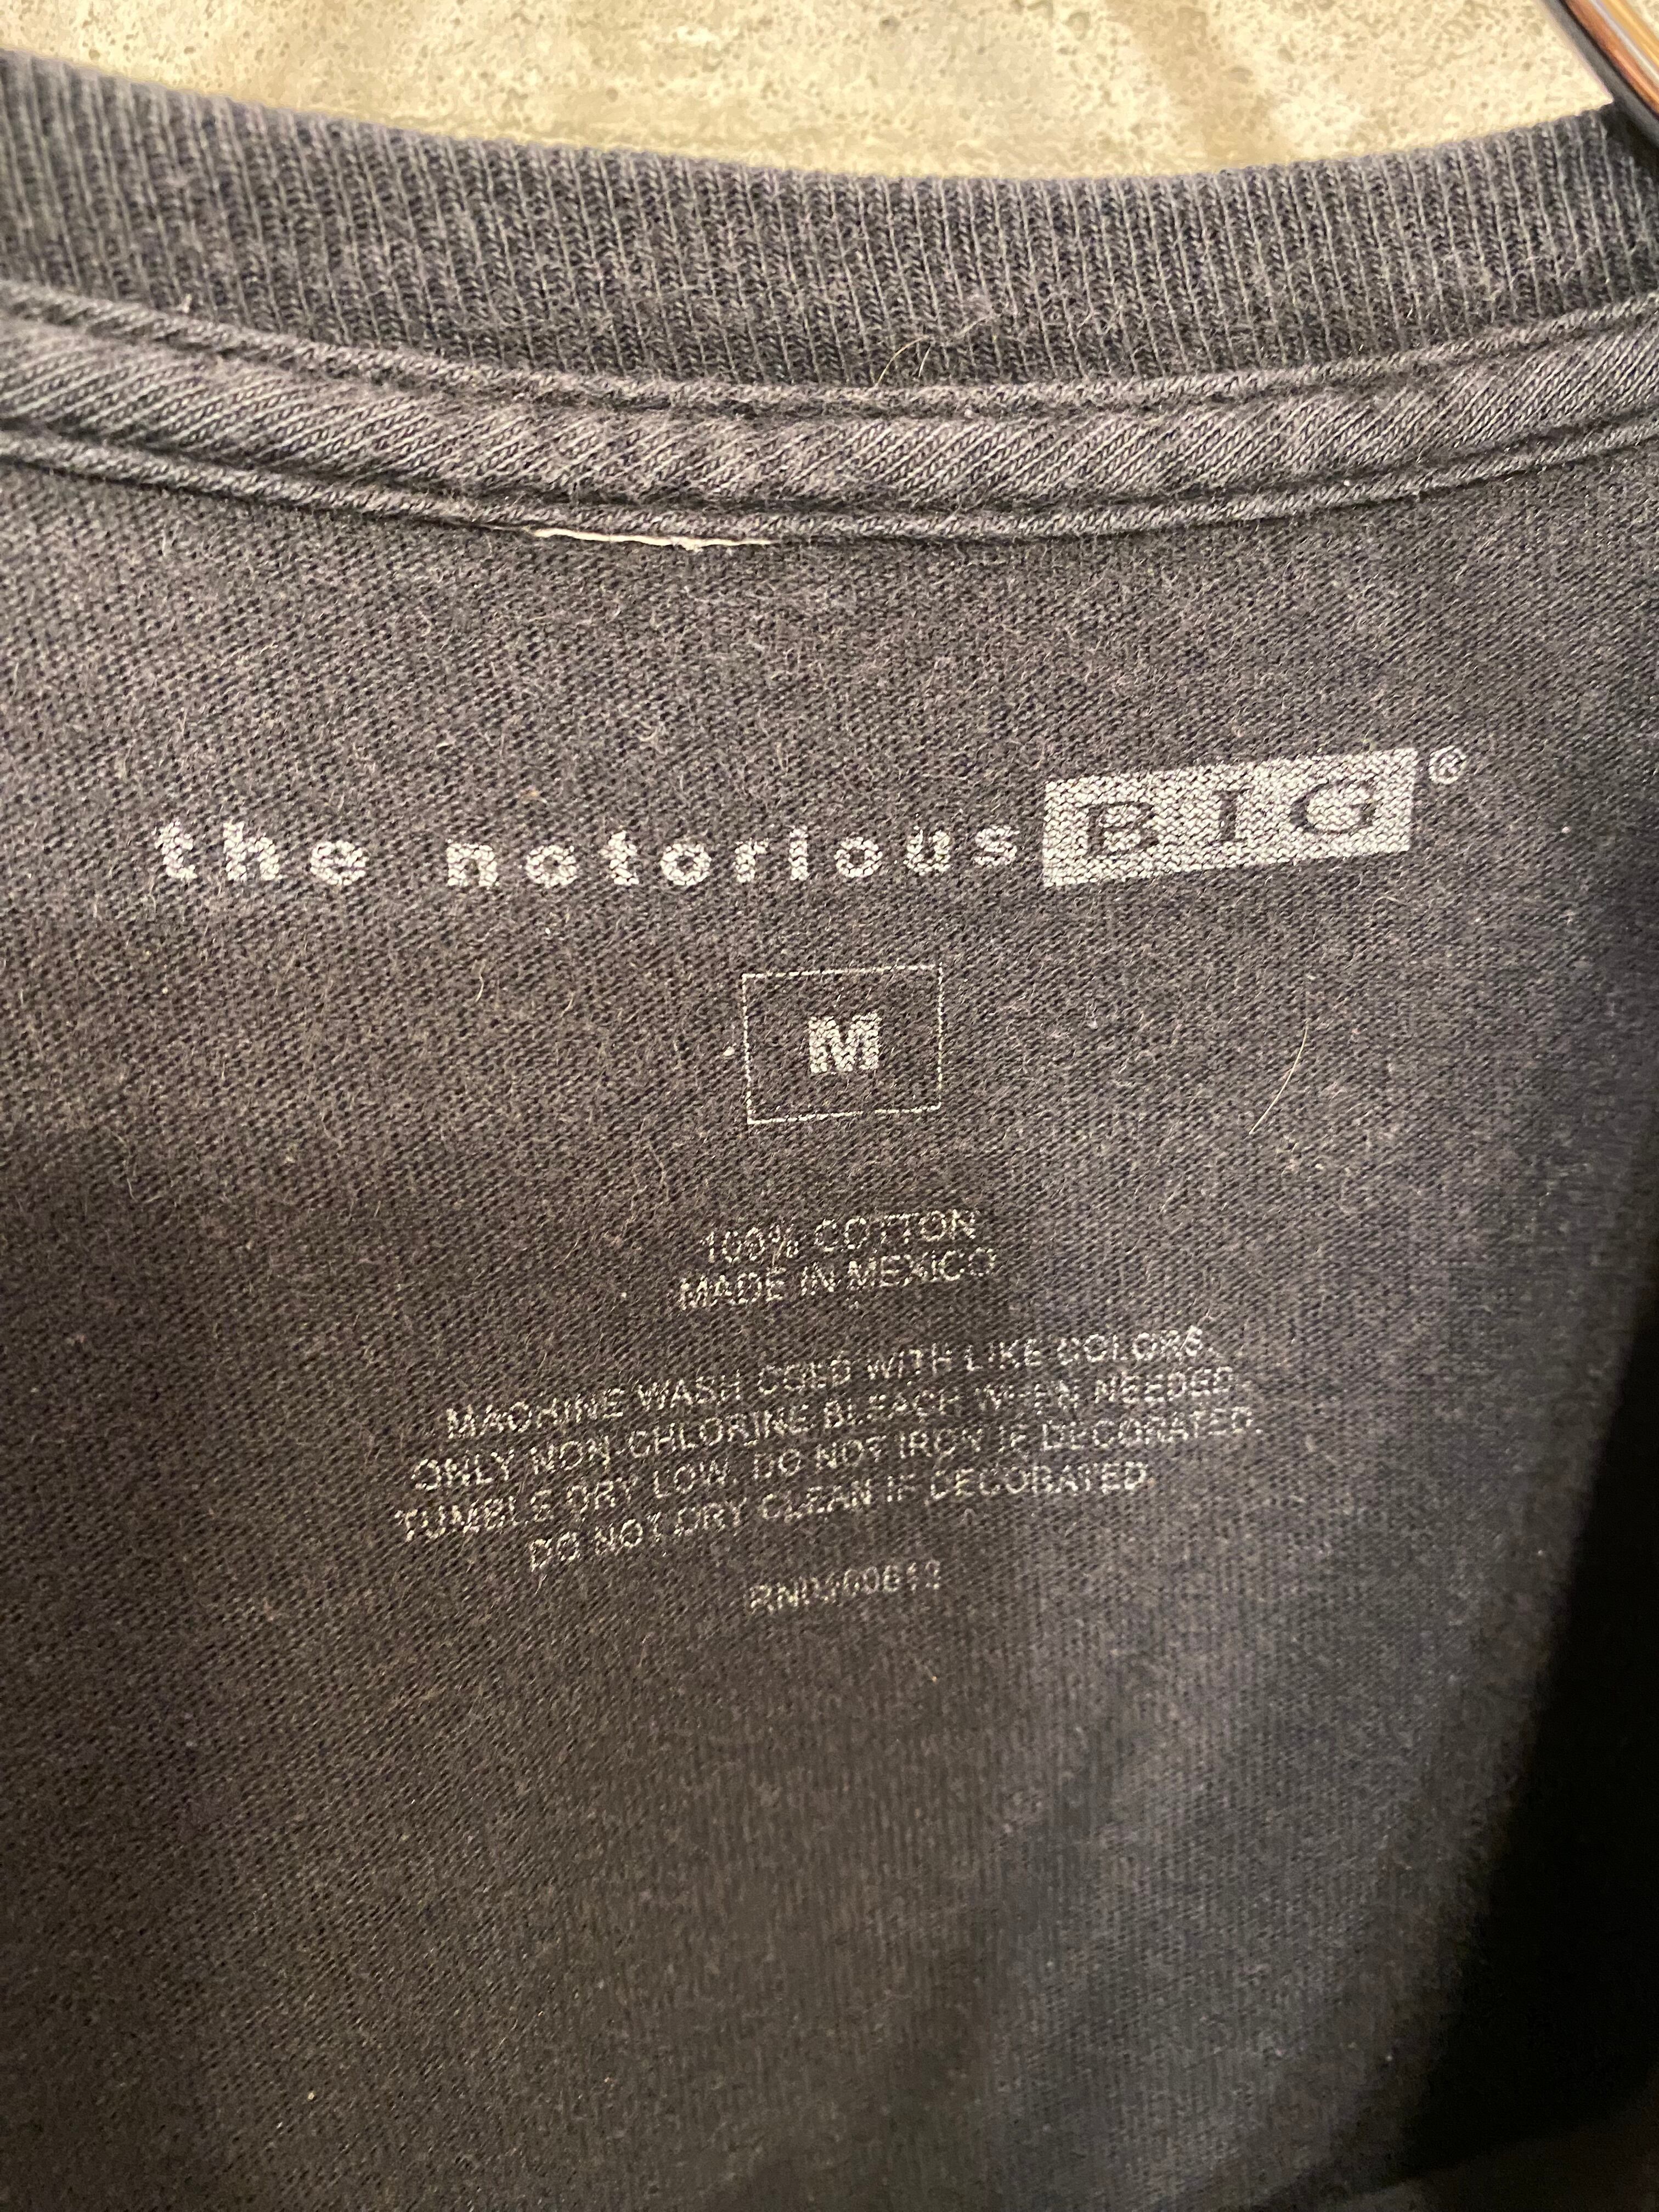 the notorious BIG®
M
100% COTTON
MADE IN MEXICO
MACHINE WASH COLD WITH LIKE COLORS.
ONLY NON-CHLORINE BLEACH WHEN NEEDED.
TUMBLE DRY LOW. DO NOT IRON IF DECORATED.
DO NOT DRY CLEAN IF DECORATED.